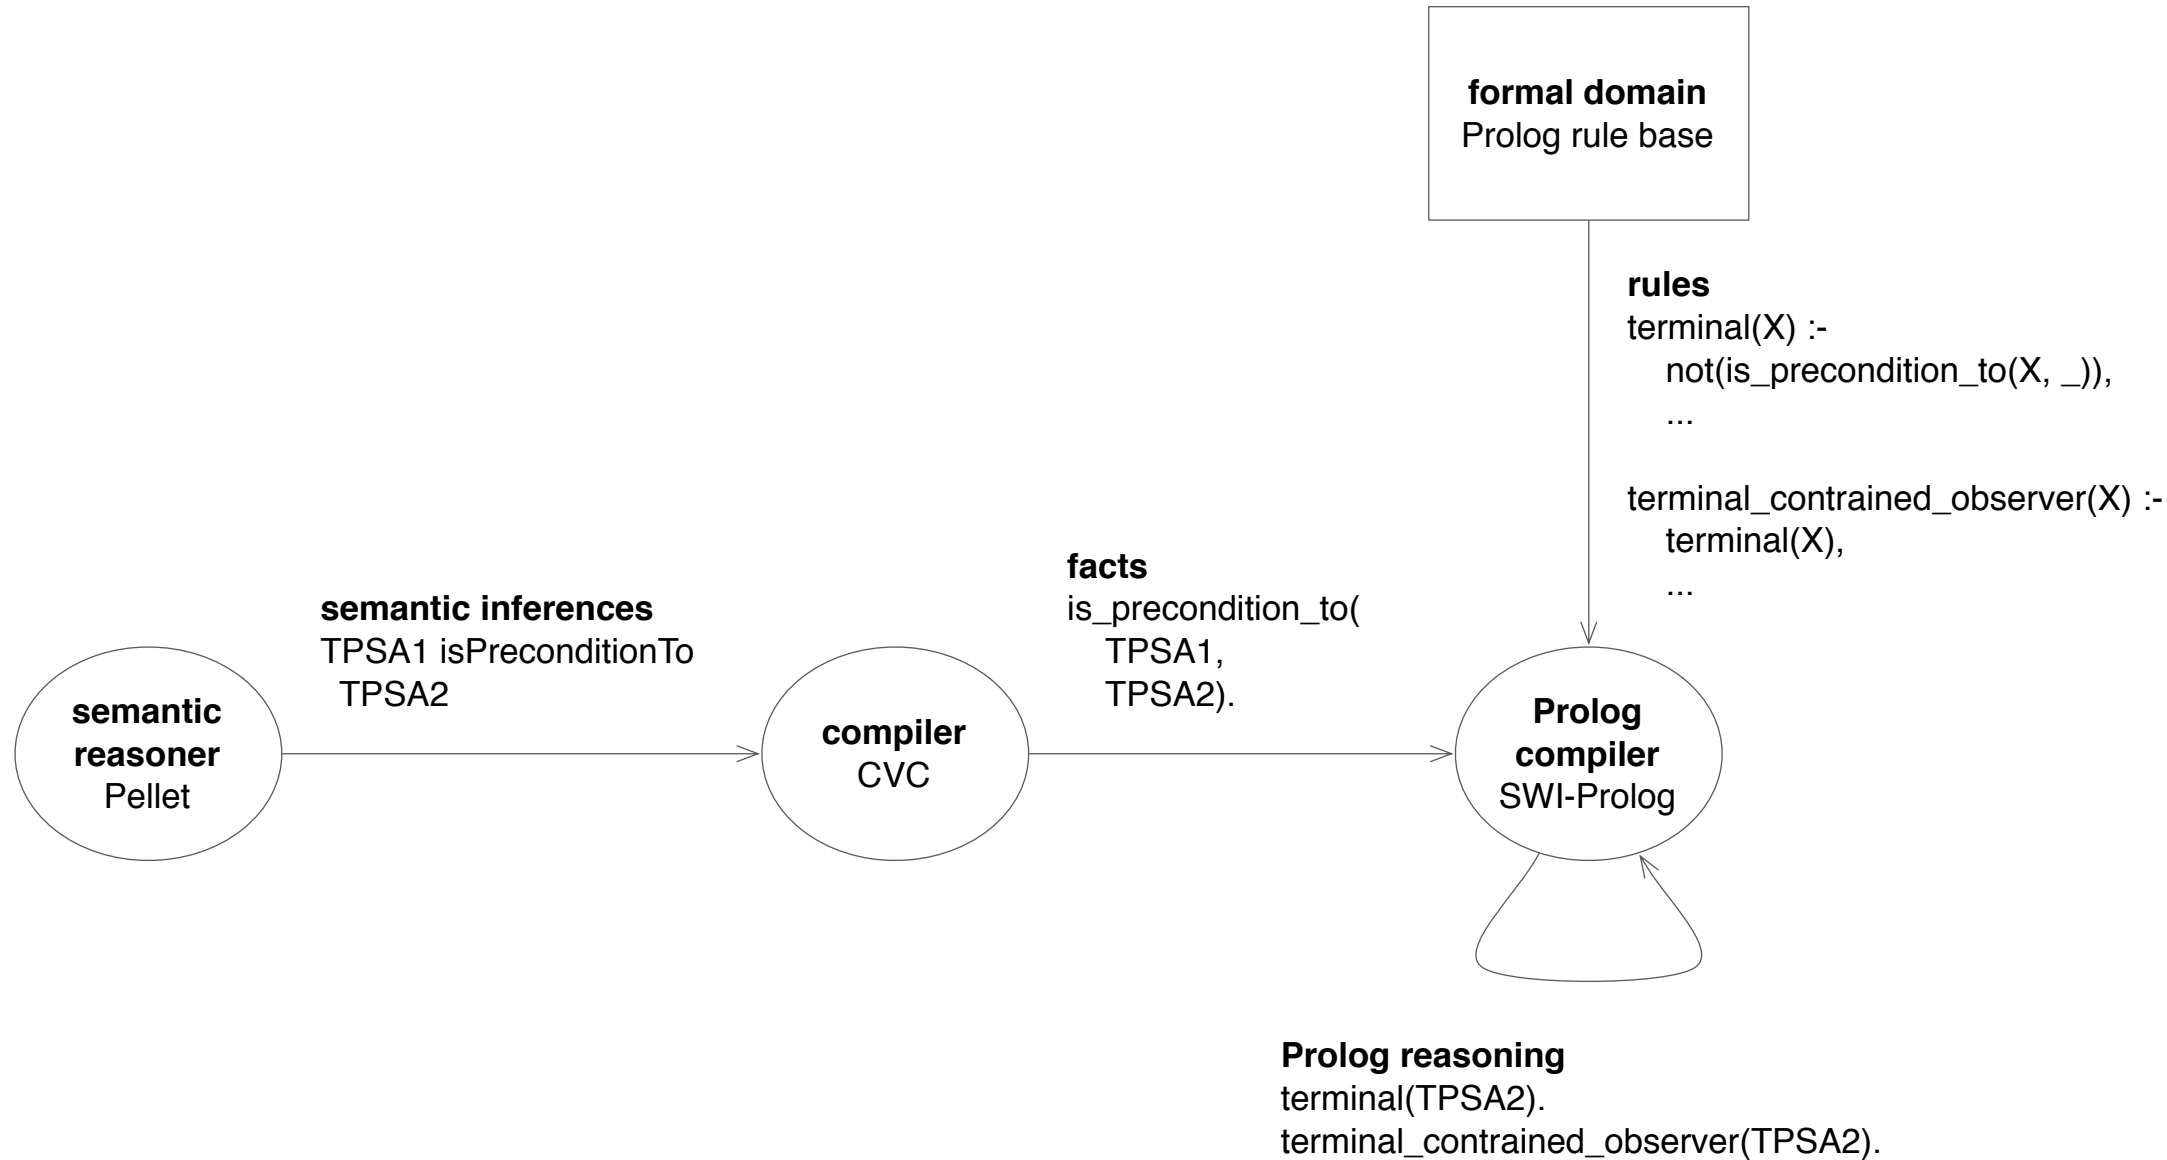 formal domain
Prolog rule base
rules
terminal(X) :-
not(is_precondition_to(X, _)),
...
terminal_contrained_observer(X) :-
terminal(X),
...
facts
is_precondition_to(
TPSA1,
TPSA2).
semantic inferences
TPSA1 isPreconditionTo
TPSA2
semantic
reasoner
Pellet
compiler
CVC
Prolog
compiler
SWI-Prolog
Prolog reasoning
terminal(TPSA2).
terminal_contrained_observer(TPSA2).